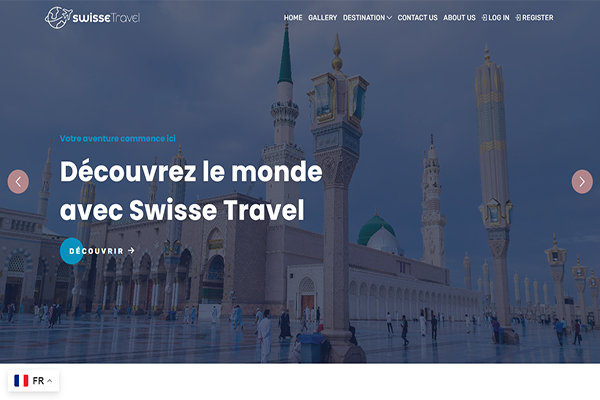 swisseTravel
HOME GALLERY DESTINATION CONTACT US ABOUT US LOG IN REGISTER
Votre aventure commence ici
Découvrez le monde
avec Swisse Travel
DÉCOUVRIR →
FR